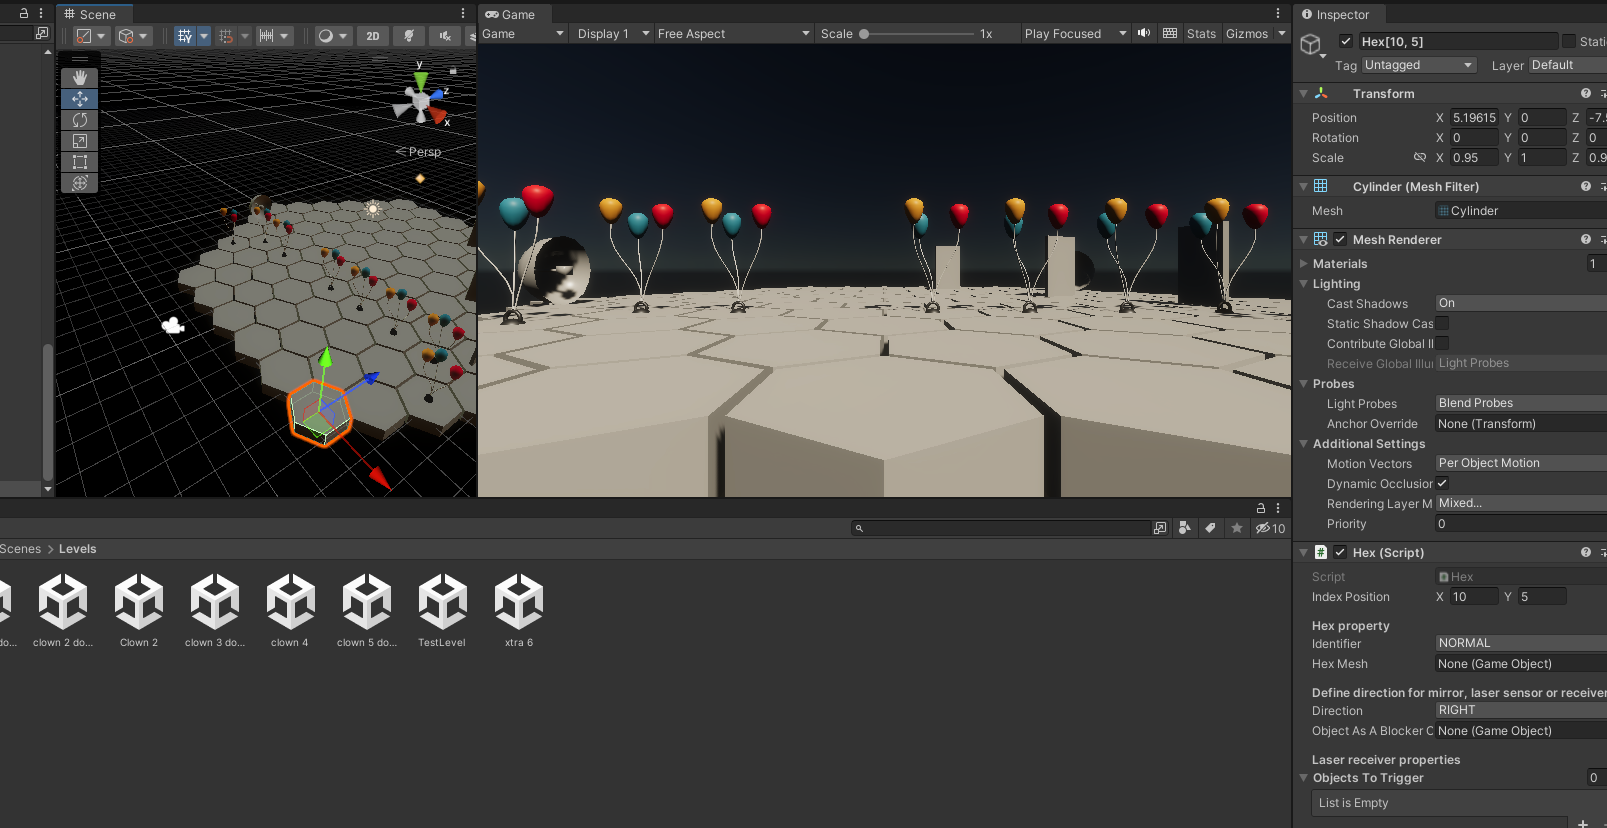 Scene
2D
y
z
x
Persp
Game
Game
Display 1
Free Aspect
Scale
1x
Play Focused
Stats
Gizmos
Inspector
Hex[10, 5]
Stati
Tag
Untagged
Layer
Default
Transform
Position X 5.19615 Y 0 Z -7.5
Rotation X 0 Y 0 Z 0
Scale X 0.95 Y 1 Z 0.9
Cylinder (Mesh Filter)
Mesh Cylinder
Mesh Renderer
Materials 1
Lighting
Cast Shadows On
Static Shadow Cas
Contribute Global Il
Receive Global Illui Light Probes
Probes
Light Probes Blend Probes
Anchor Override None (Transform)
Additional Settings
Motion Vectors Per Object Motion
Dynamic Occlusior
Rendering Layer M Mixed...
Priority 0
Hex (Script)
Script Hex
Index Position X 10 Y 5
Hex property
Identifier NORMAL
Hex Mesh None (Game Object)
Define direction for mirror, laser sensor or receiver
Direction RIGHT
Object As A Blocker C None (Game Object)
Laser receiver properties
Objects To Trigger 0
List is Empty
10
Scenes > Levels
do...
clown 2 do...
Clown 2
clown 3 do...
clown 4
clown 5 do...
TestLevel
xtra 6